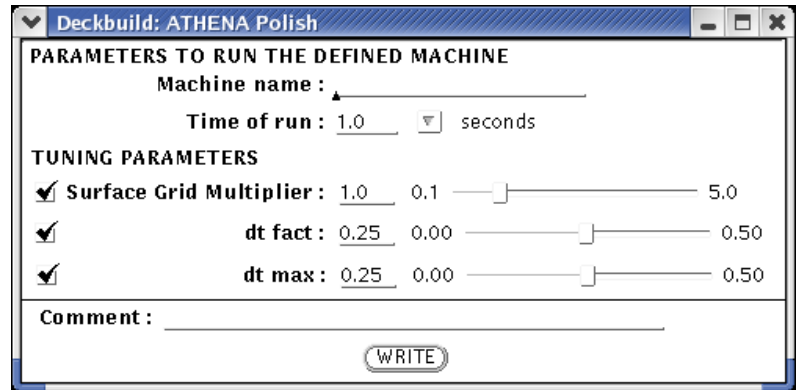 Deckbuild: ATHENA Polish
PARAMETERS TO RUN THE DEFINED MACHINE
Machine name :
Time of run : 1.0 seconds
TUNING PARAMETERS
Surface Grid Multiplier : 1.0 0.1 5.0
dt fact : 0.25 0.00 0.50
dt max : 0.25 0.00 0.50
Comment :
WRITE